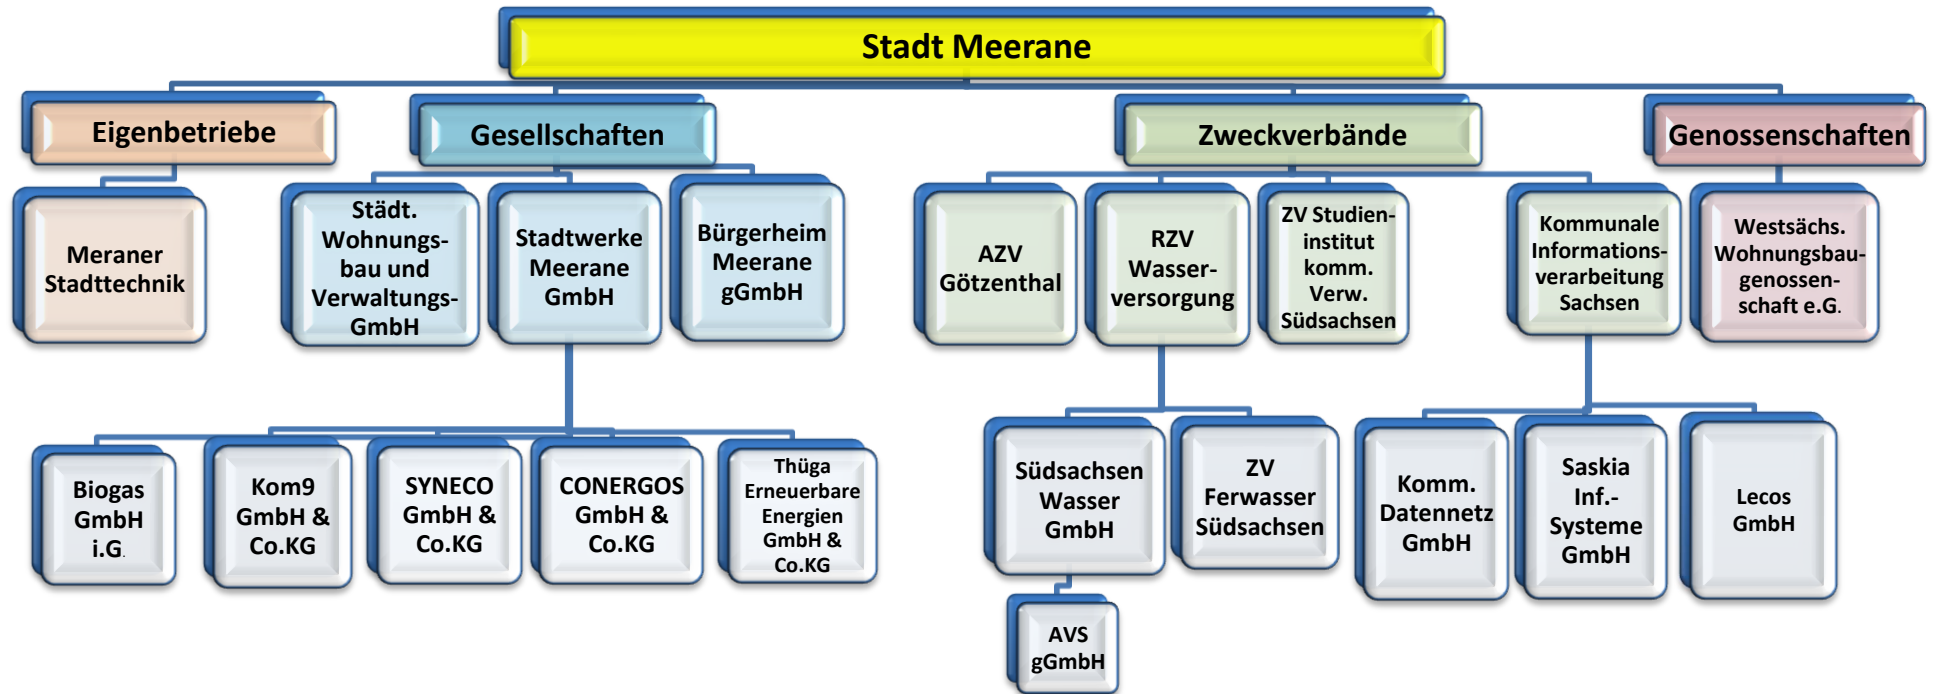 Stadt Meerane
Eigenbetriebe
Gesellschaften
Zweckverbände
Genossenschaften
Meraner
Stadttechnik
Städt.
Wohnungs-
bau und
Verwaltungs-
GmbH
Stadtwerke
Meerane
GmbH
Bürgerheim
Meerane
gGmbH
AZV
Götzenthal
RZV
Wasser-
versorgung
ZV Studien-
institut
komm.
Verw.
Südsachsen
Kommunale
Informations-
verarbeitung
Sachsen
Westsächs.
Wohnungsbau-
genossen-
schaft e.G.
Biogas
GmbH
i.G.
Kom9
GmbH &
Co.KG
SYNECO
GmbH &
Co.KG
CONERGOS
GmbH &
Co.KG
Thüga
Erneuerbare
Energien
GmbH &
Co.KG
Südsachsen
Wasser
GmbH
ZV
Ferwasser
Südsachsen
Komm.
Datennetz
GmbH
Saskia
Inf.-
Systeme
GmbH
Lecos
GmbH
AVS
gGmbH